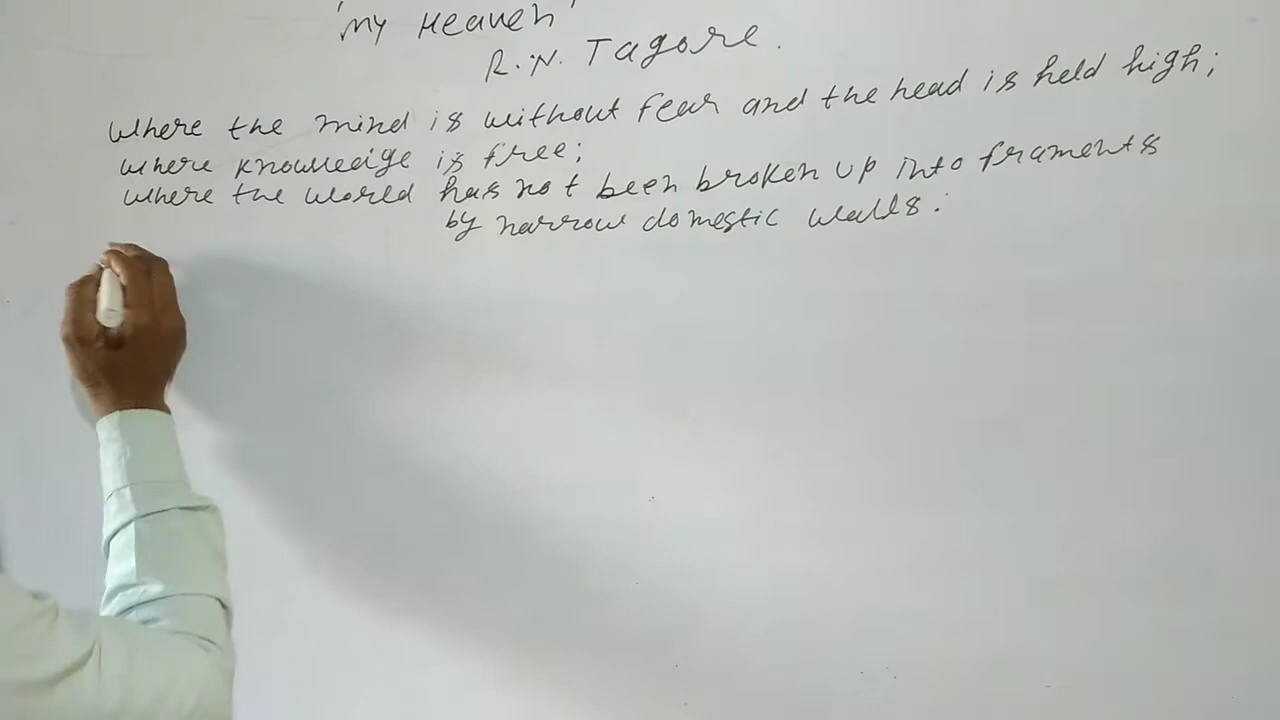 'My Heaven'
R.N. Tagore.
Where the mind is without fear and the head is held high;
where knowledge is free;
where the world has not been broken up into framents
by narrow domestic walls.